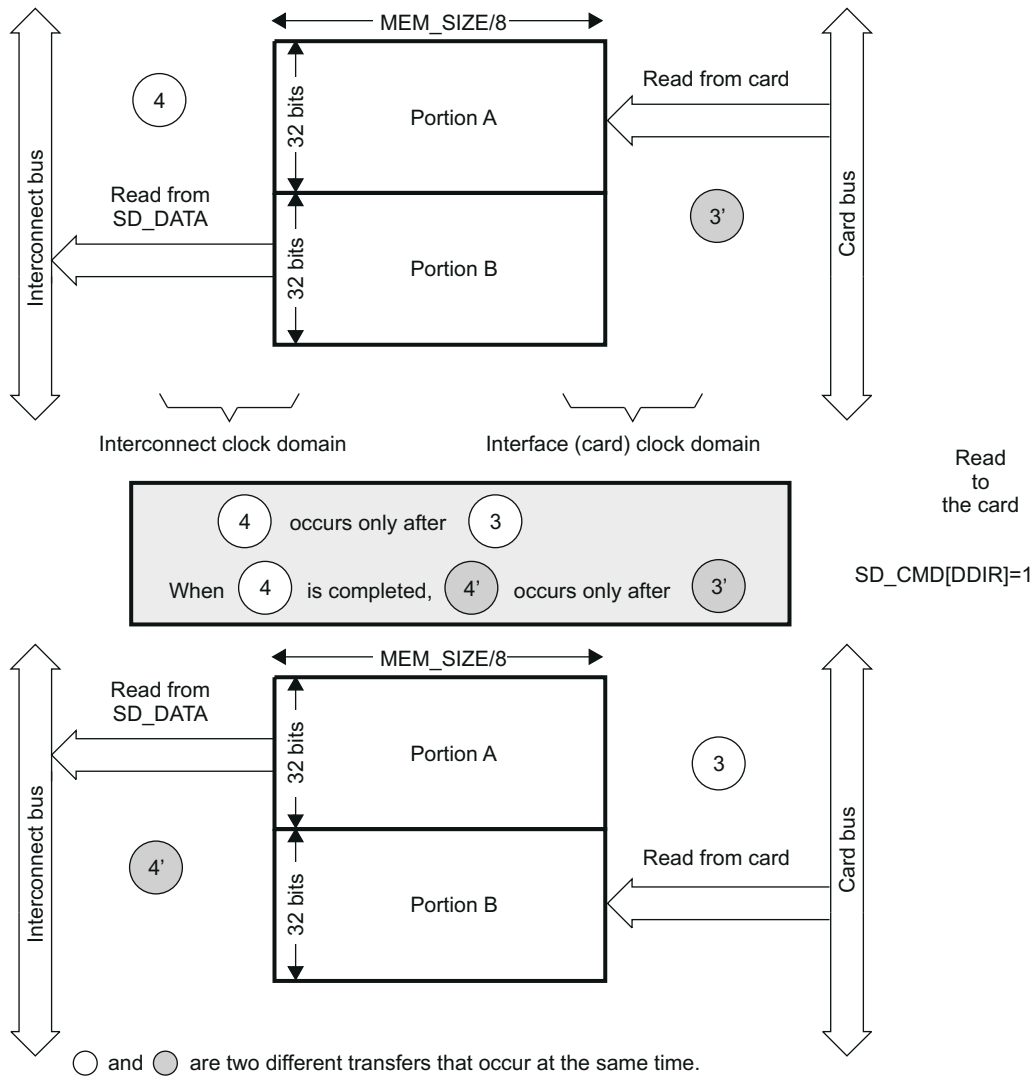 MEM_SIZE/8
Interconnect bus
4
Read from
SD_DATA
32 bits
Portion A
32 bits
Portion B
Read from card
3’
Card bus
Interconnect clock domain
Interface (card) clock domain
Read
to
the card
SD_CMD[DDIR]=1
4 occurs only after 3
When 4 is completed, 4’ occurs only after 3’
MEM_SIZE/8
Interconnect bus
Read from
SD_DATA
4’
32 bits
Portion A
32 bits
Portion B
3
Read from card
Card bus
and are two different transfers that occur at the same time.